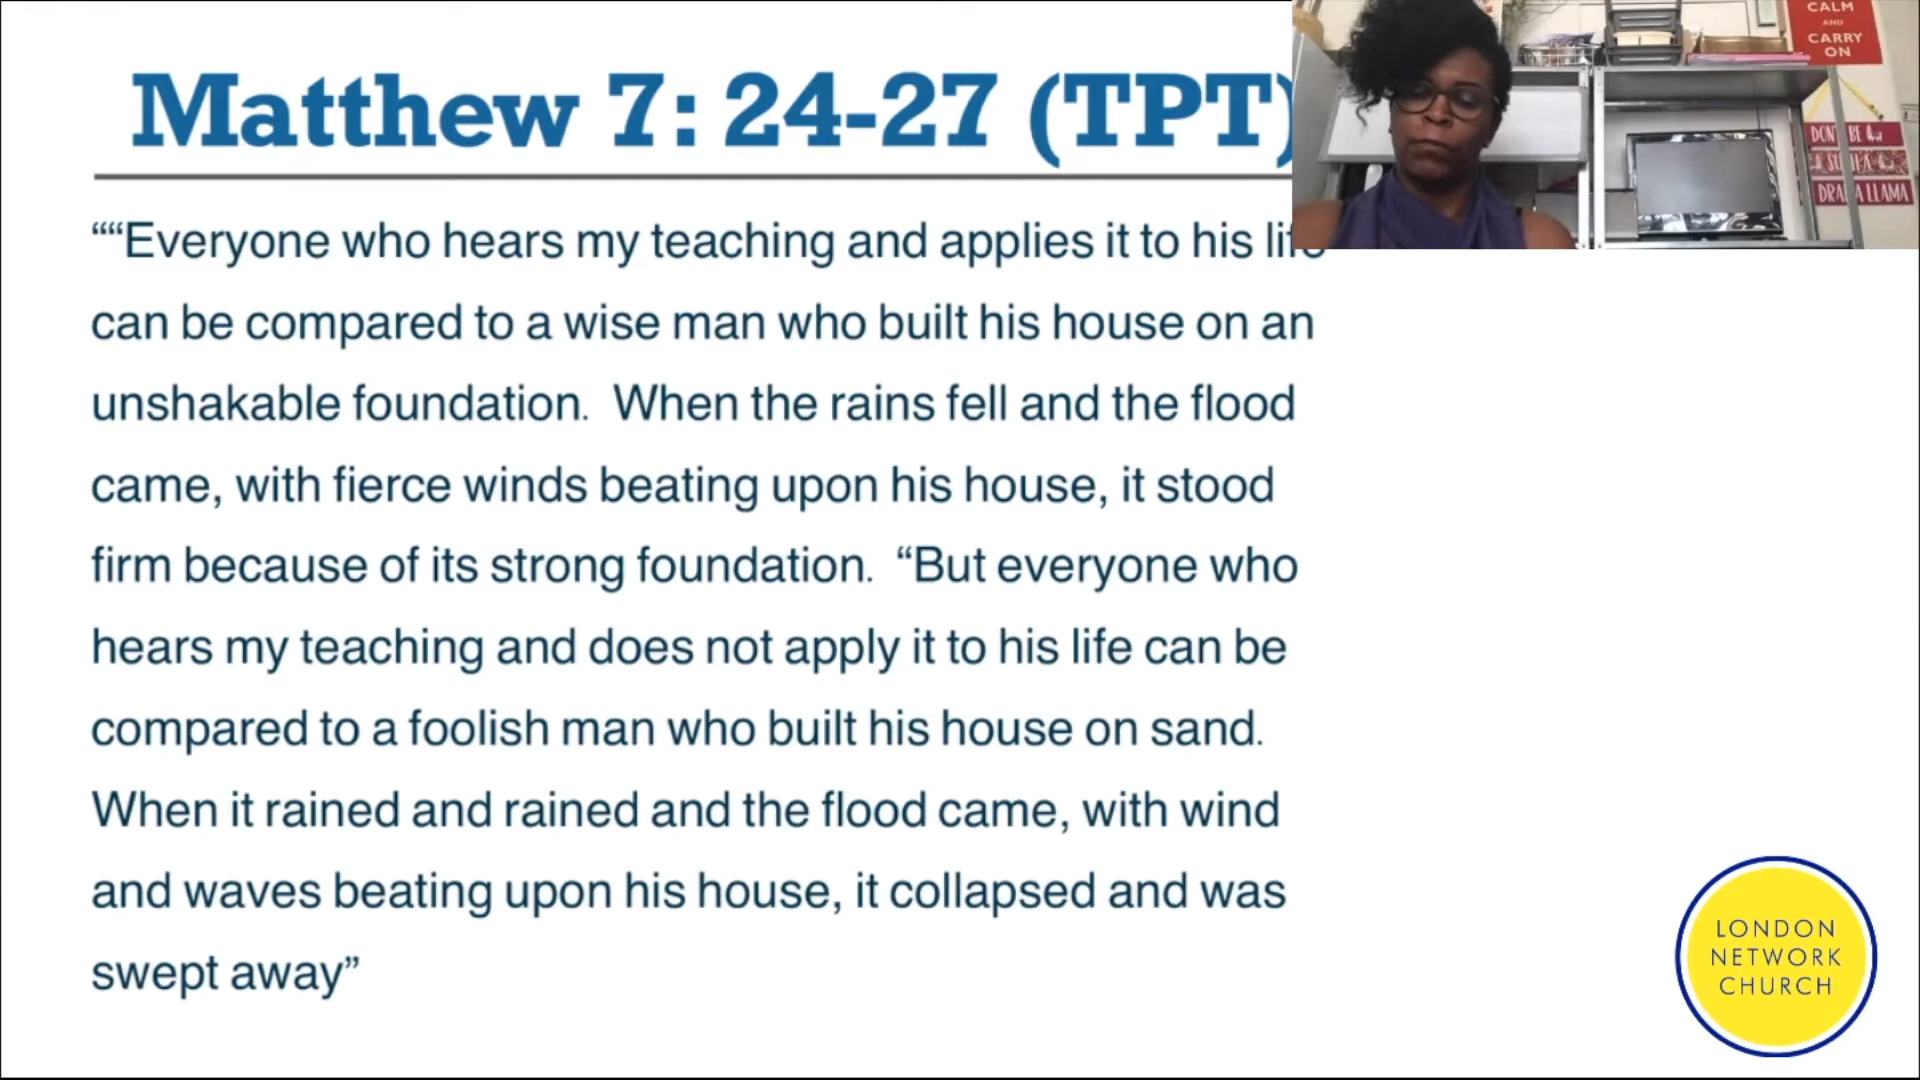 Matthew 7: 24-27 (TPT)
““Everyone who hears my teaching and applies it to his life
can be compared to a wise man who built his house on an
unshakable foundation.  When the rains fell and the flood
came, with fierce winds beating upon his house, it stood
firm because of its strong foundation.  “But everyone who
hears my teaching and does not apply it to his life can be
compared to a foolish man who built his house on sand.
When it rained and rained and the flood came, with wind
and waves beating upon his house, it collapsed and was
swept away”
CALM
AND
CARRY
ON
DON'T BE
DRAMA LLAMA
LONDON
NETWORK
CHURCH